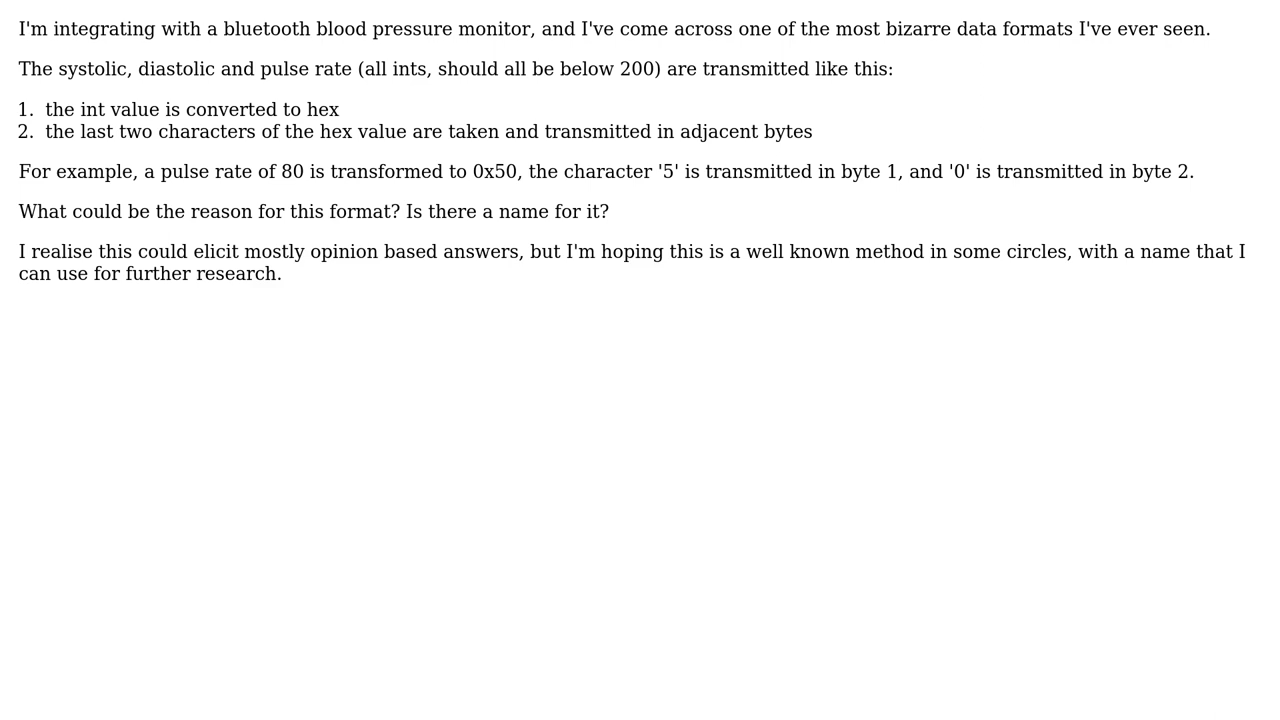 I'm integrating with a bluetooth blood pressure monitor, and I've come across one of the most bizarre data formats I've ever seen.
The systolic, diastolic and pulse rate (all ints, should all be below 200) are transmitted like this:
1. the int value is converted to hex
2. the last two characters of the hex value are taken and transmitted in adjacent bytes
For example, a pulse rate of 80 is transformed to 0x50, the character '5' is transmitted in byte 1, and '0' is transmitted in byte 2.
What could be the reason for this format? Is there a name for it?
I realise this could elicit mostly opinion based answers, but I'm hoping this is a well known method in some circles, with a name that I
can use for further research.